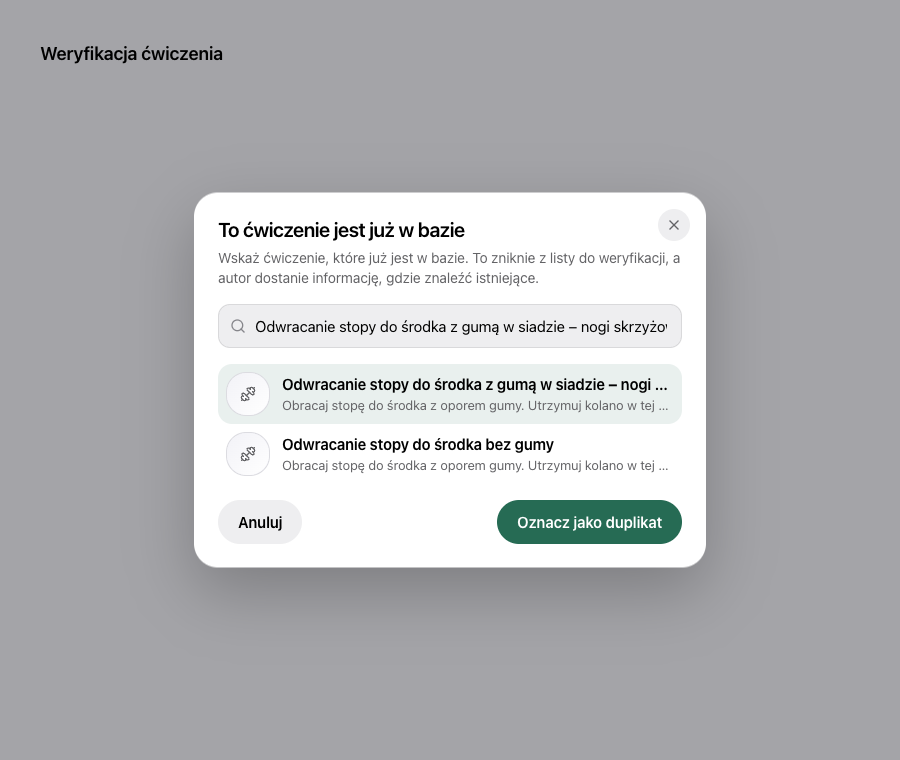 Weryfikacja ćwiczenia
To ćwiczenie jest już w bazie
Wskaż ćwiczenie, które już jest w bazie. To zniknie z listy do weryfikacji, a
autor dostanie informację, gdzie znaleźć istniejące.
Odwracanie stopy do środka z gumą w siadzie – nogi skrzyżo
Odwracanie stopy do środka z gumą w siadzie – nogi ...
Obracaj stopę do środka z oporem gumy. Utrzymuj kolano w tej ...
Odwracanie stopy do środka bez gumy
Obracaj stopę do środka z oporem gumy. Utrzymuj kolano w tej ...
Anuluj
Oznacz jako duplikat